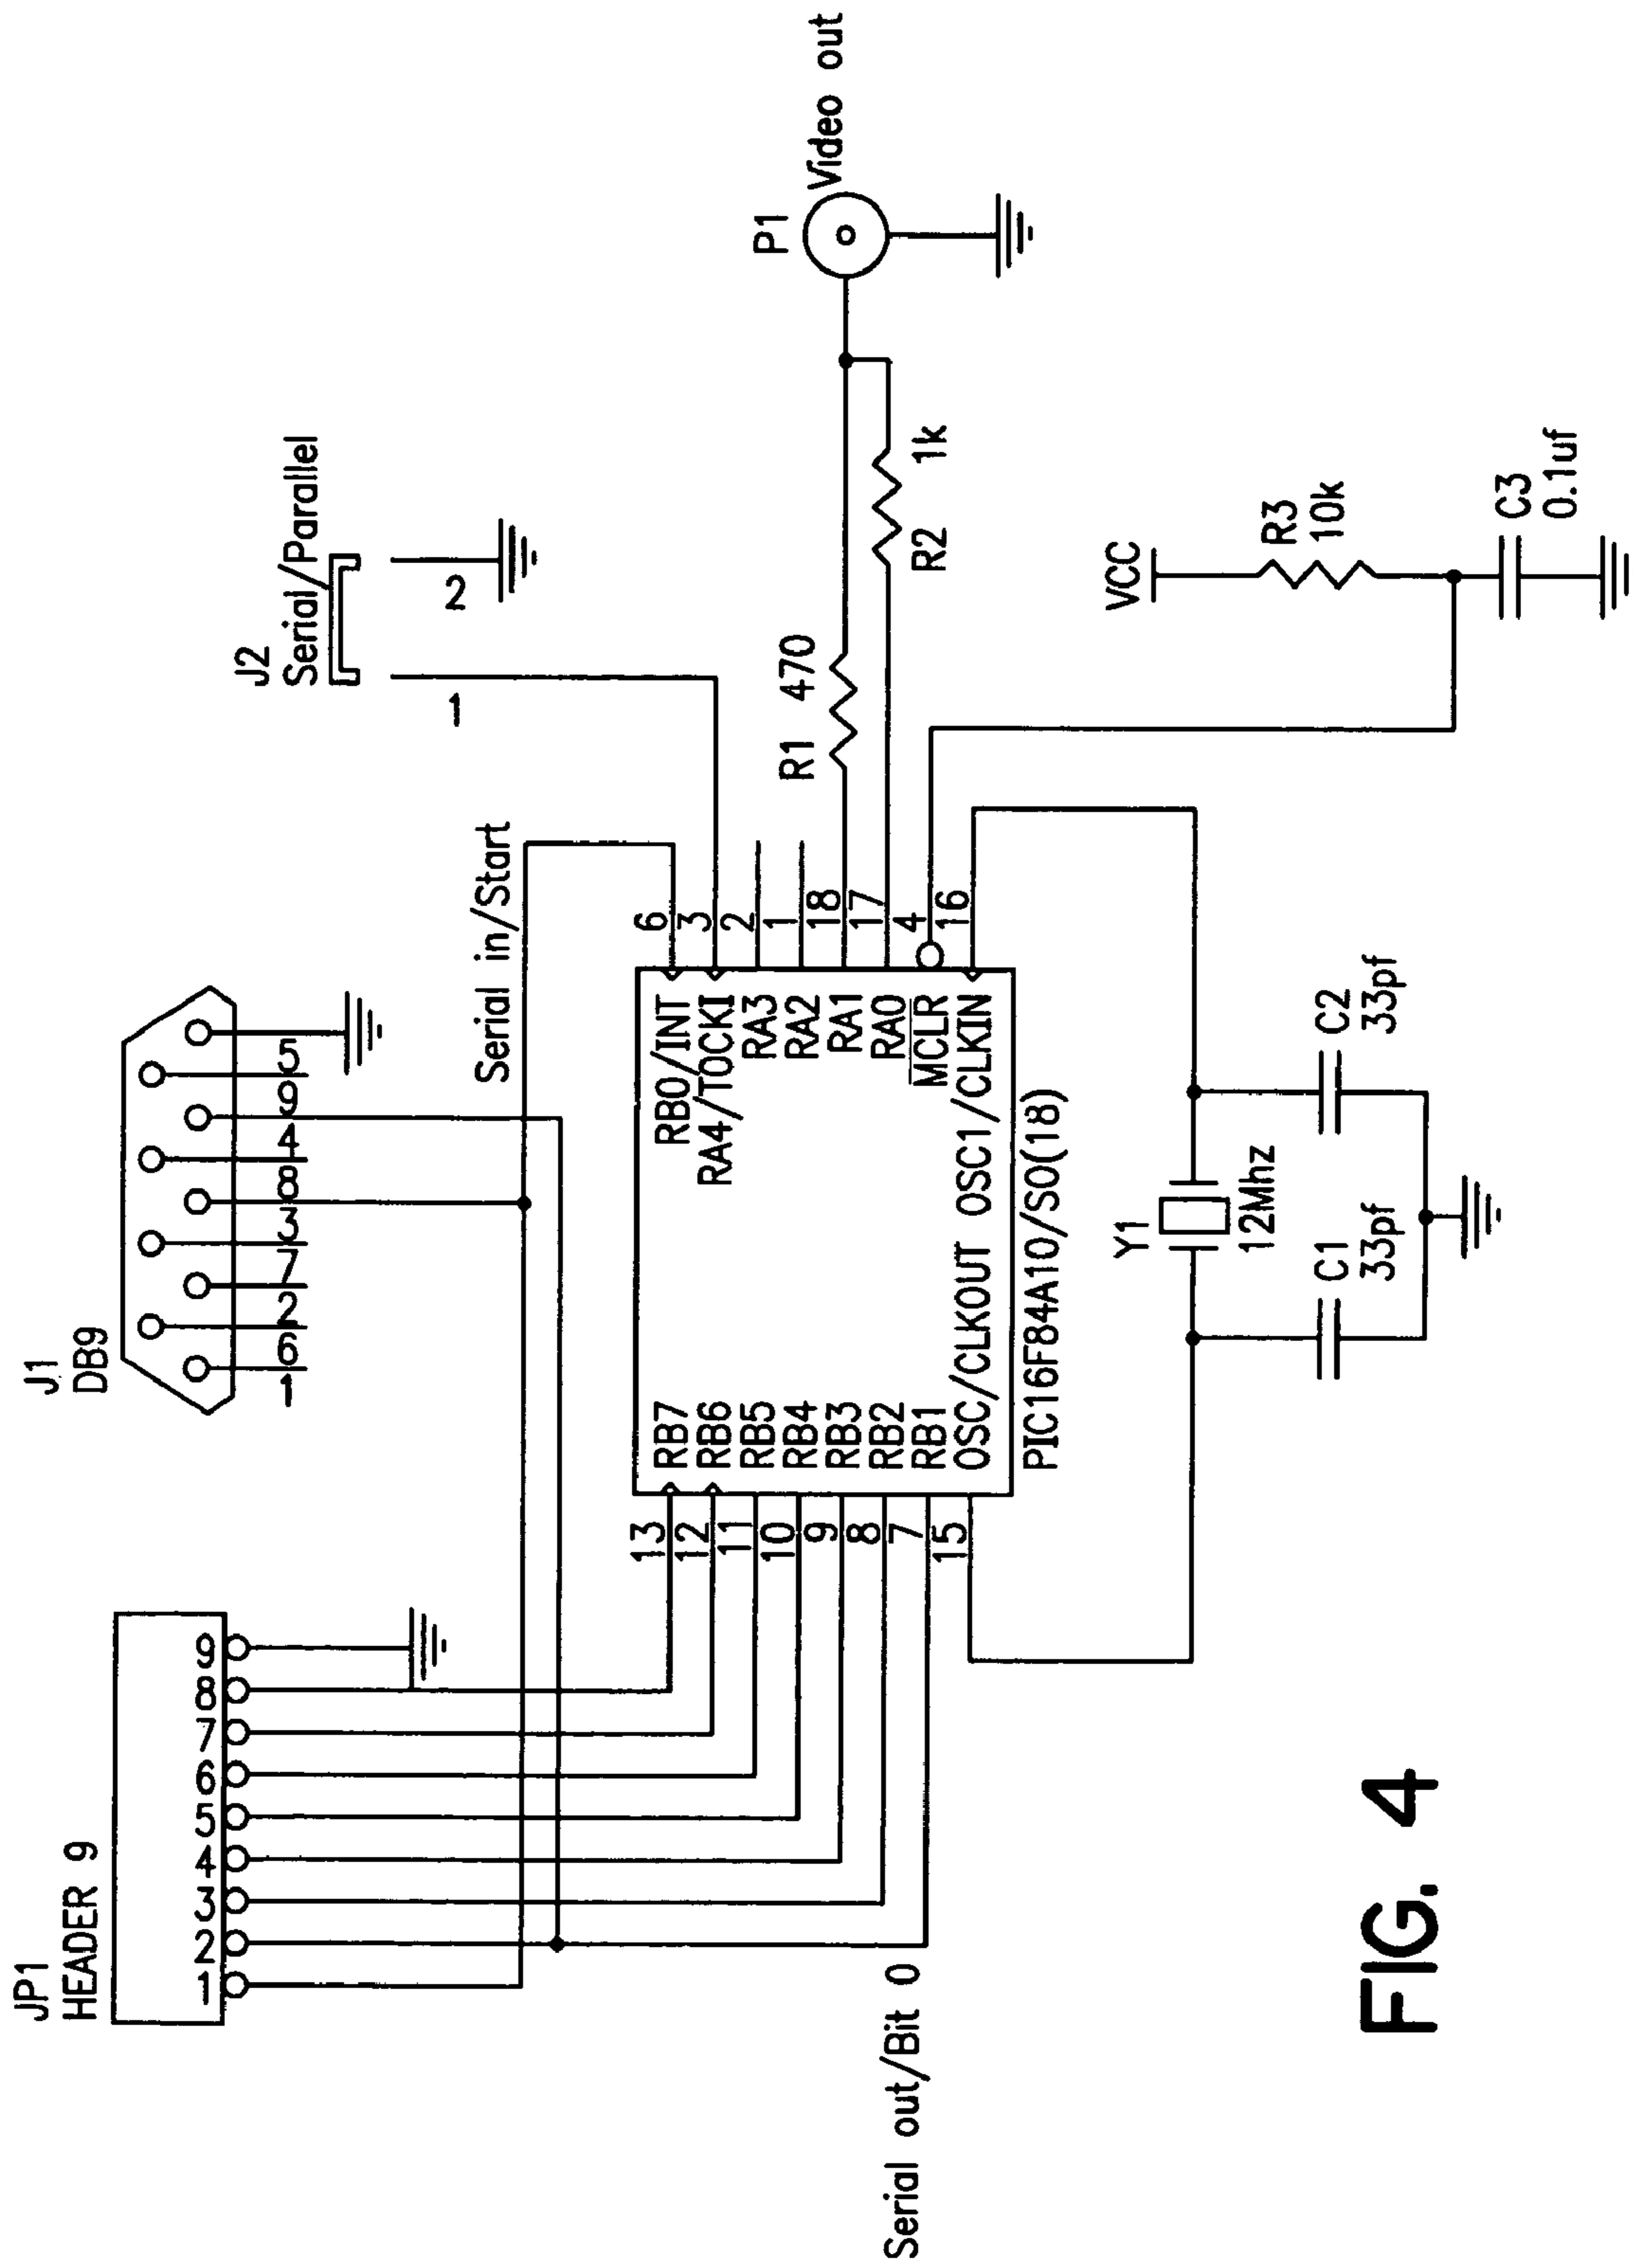 JP1
HEADER 9
1
2
3
4
5
6
7
8
9
J1
DB9
1
6
2
7
3
8
4
9
5
J2
Serial/Parallel
1
2
Serial in/Start
Serial out/Bit 0
13
12
11
10
9
8
7
15
RB7
RB6
RB5
RB4
RB3
RB2
RB1
OSC/CLKOUT OSC1/CLKIN
RB0/INT
RA4/TOCKI
RA3
RA2
RA1
RA0
MCLR
6
3
2
1
18
17
4
16
PIC16F84A10/SO(18)
R1 470
R2 1k
P1
Video out
VCC
R3
10k
C3
0.1uf
Y1
12Mhz
C1
33pf
C2
33pf
FIG. 4